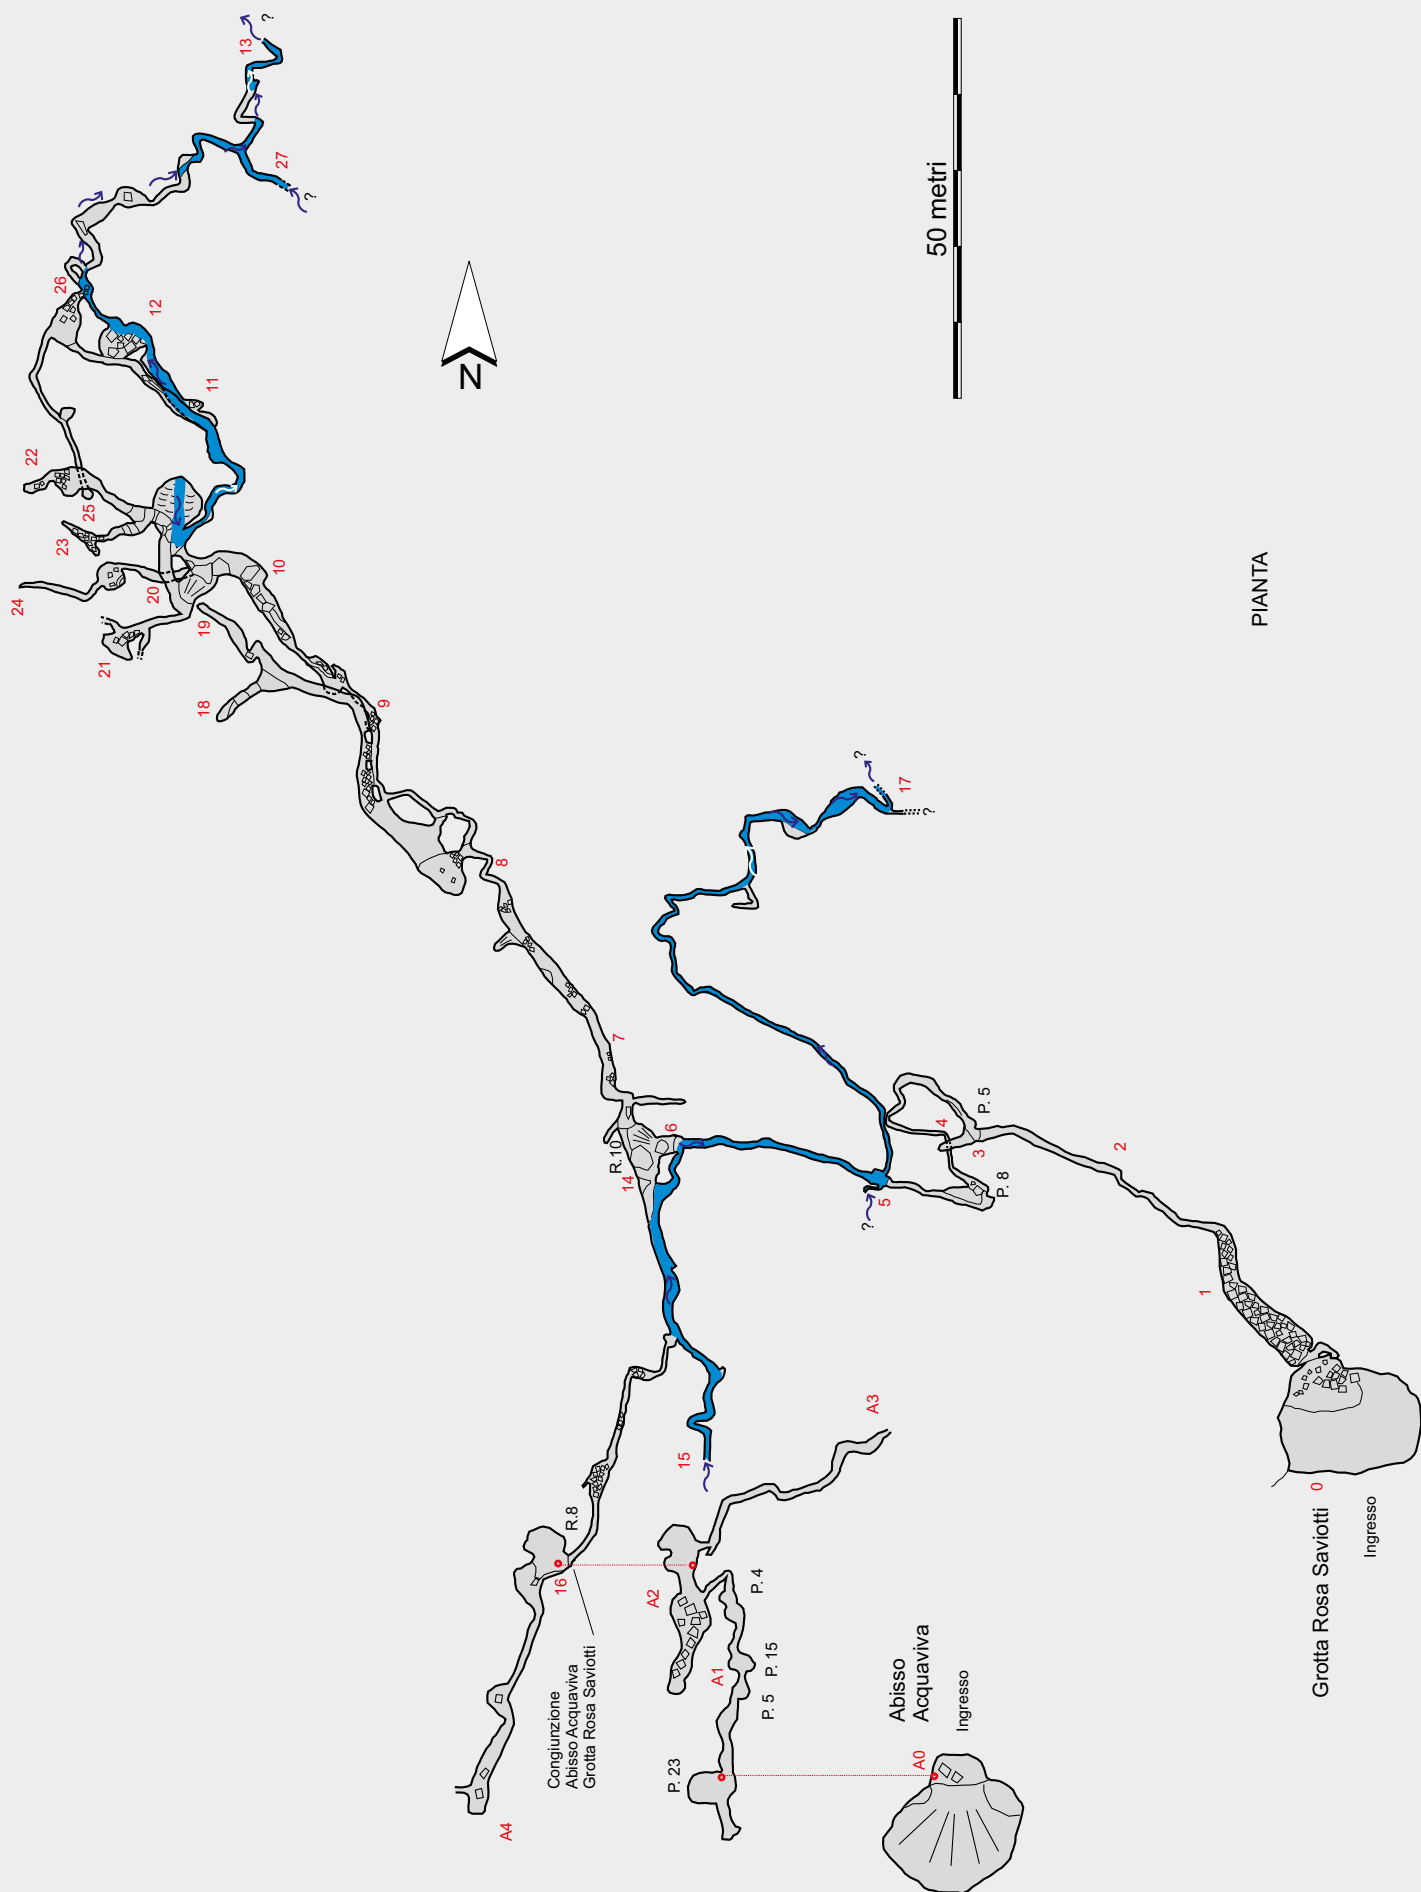 ?
13
27
?
26
12
11
22
25
23
10
20
24
19
21
18
9
N
50 metri
PIANTA
8
?
17
?
7
R.10
6
14
4
P. 5
3
2
P. 8
5
?
1
A3
15
0
Grotta Rosa Saviotti
Ingresso
R.8
16
A2
P. 4
Congiunzione
Abisso Acquaviva
Grotta Rosa Saviotti
A1
P. 15
P. 5
P. 23
A4
Abisso
Acquaviva
Ingresso
A0